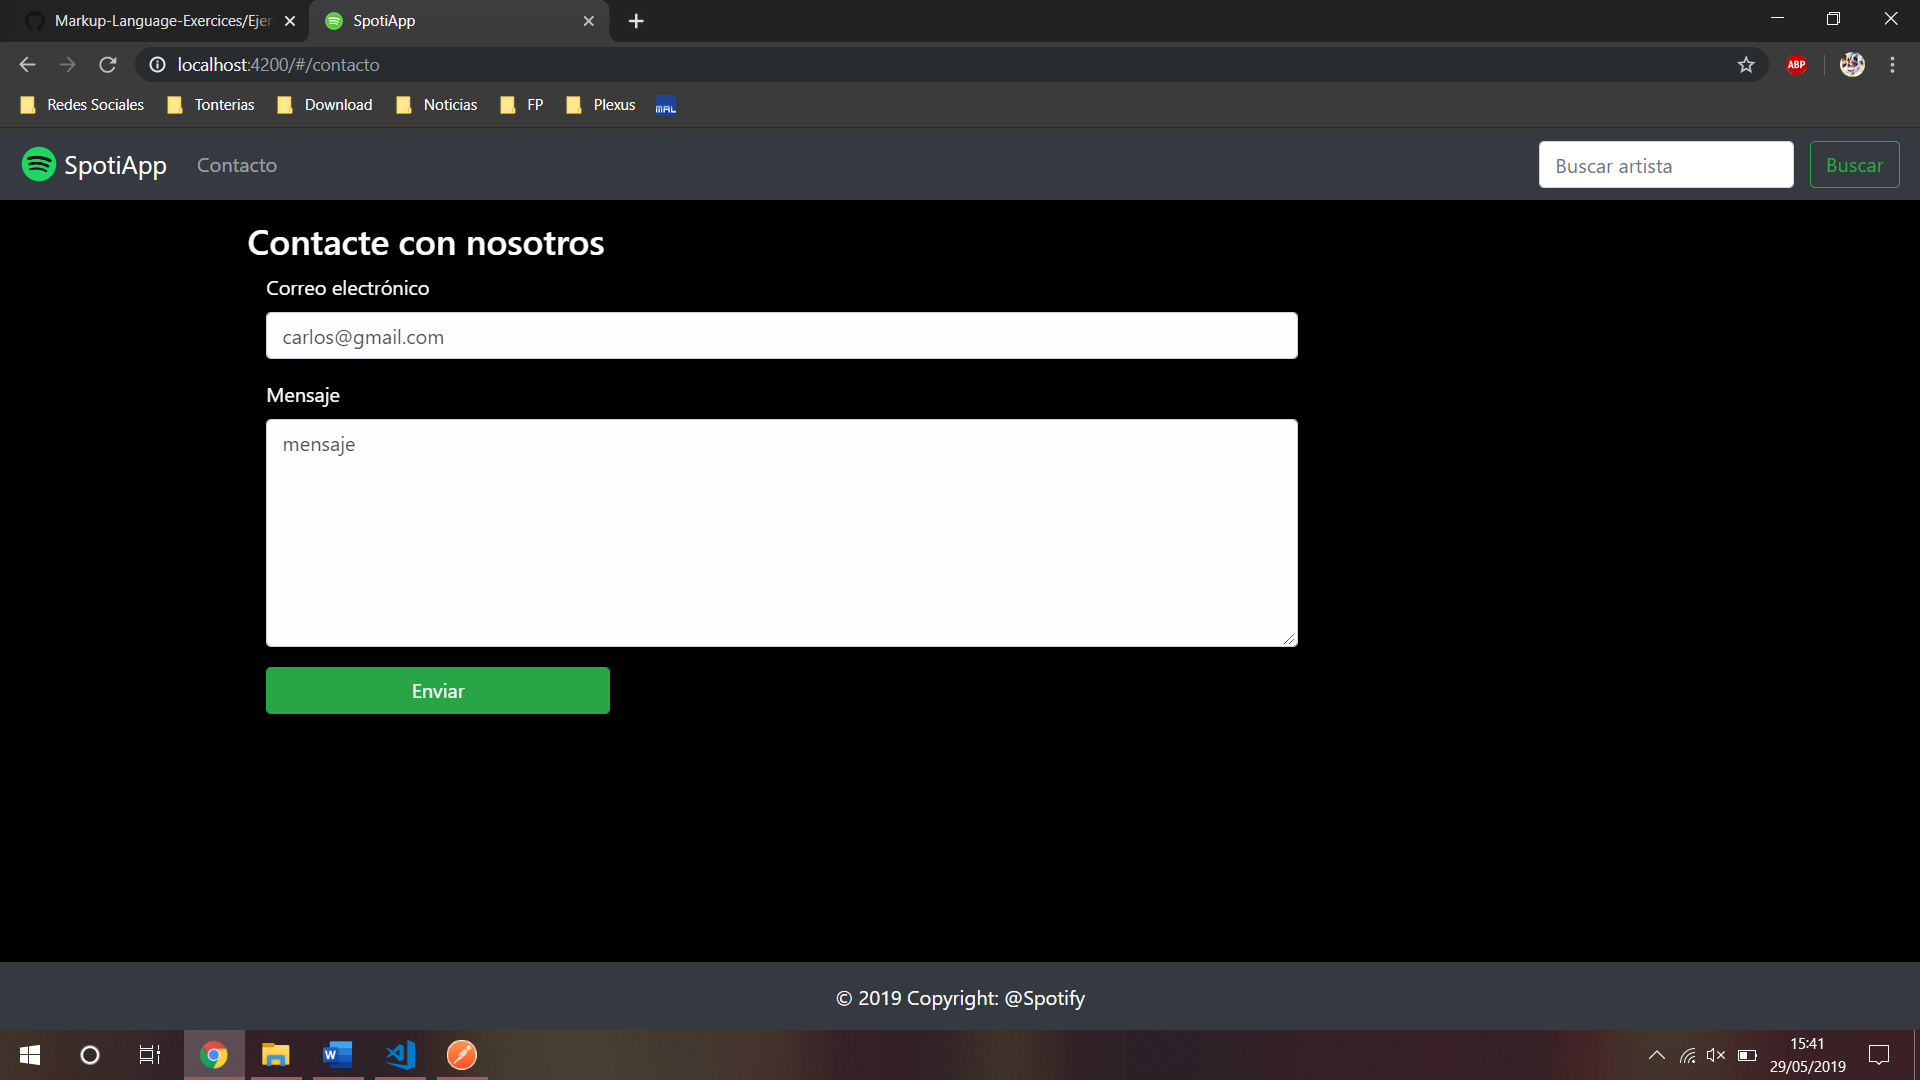 Markup-Language-Exercices/Ejer
SpotiApp
localhost:4200/#/contacto
ABP
Redes Sociales
Tonterias
Download
Noticias
FP
Plexus
MAL
SpotiApp
Contacto
Buscar artista
Buscar
Contacte con nosotros
Correo electrónico
carlos@gmail.com
Mensaje
mensaje
Enviar
© 2019 Copyright: @Spotify
W
15:41
29/05/2019